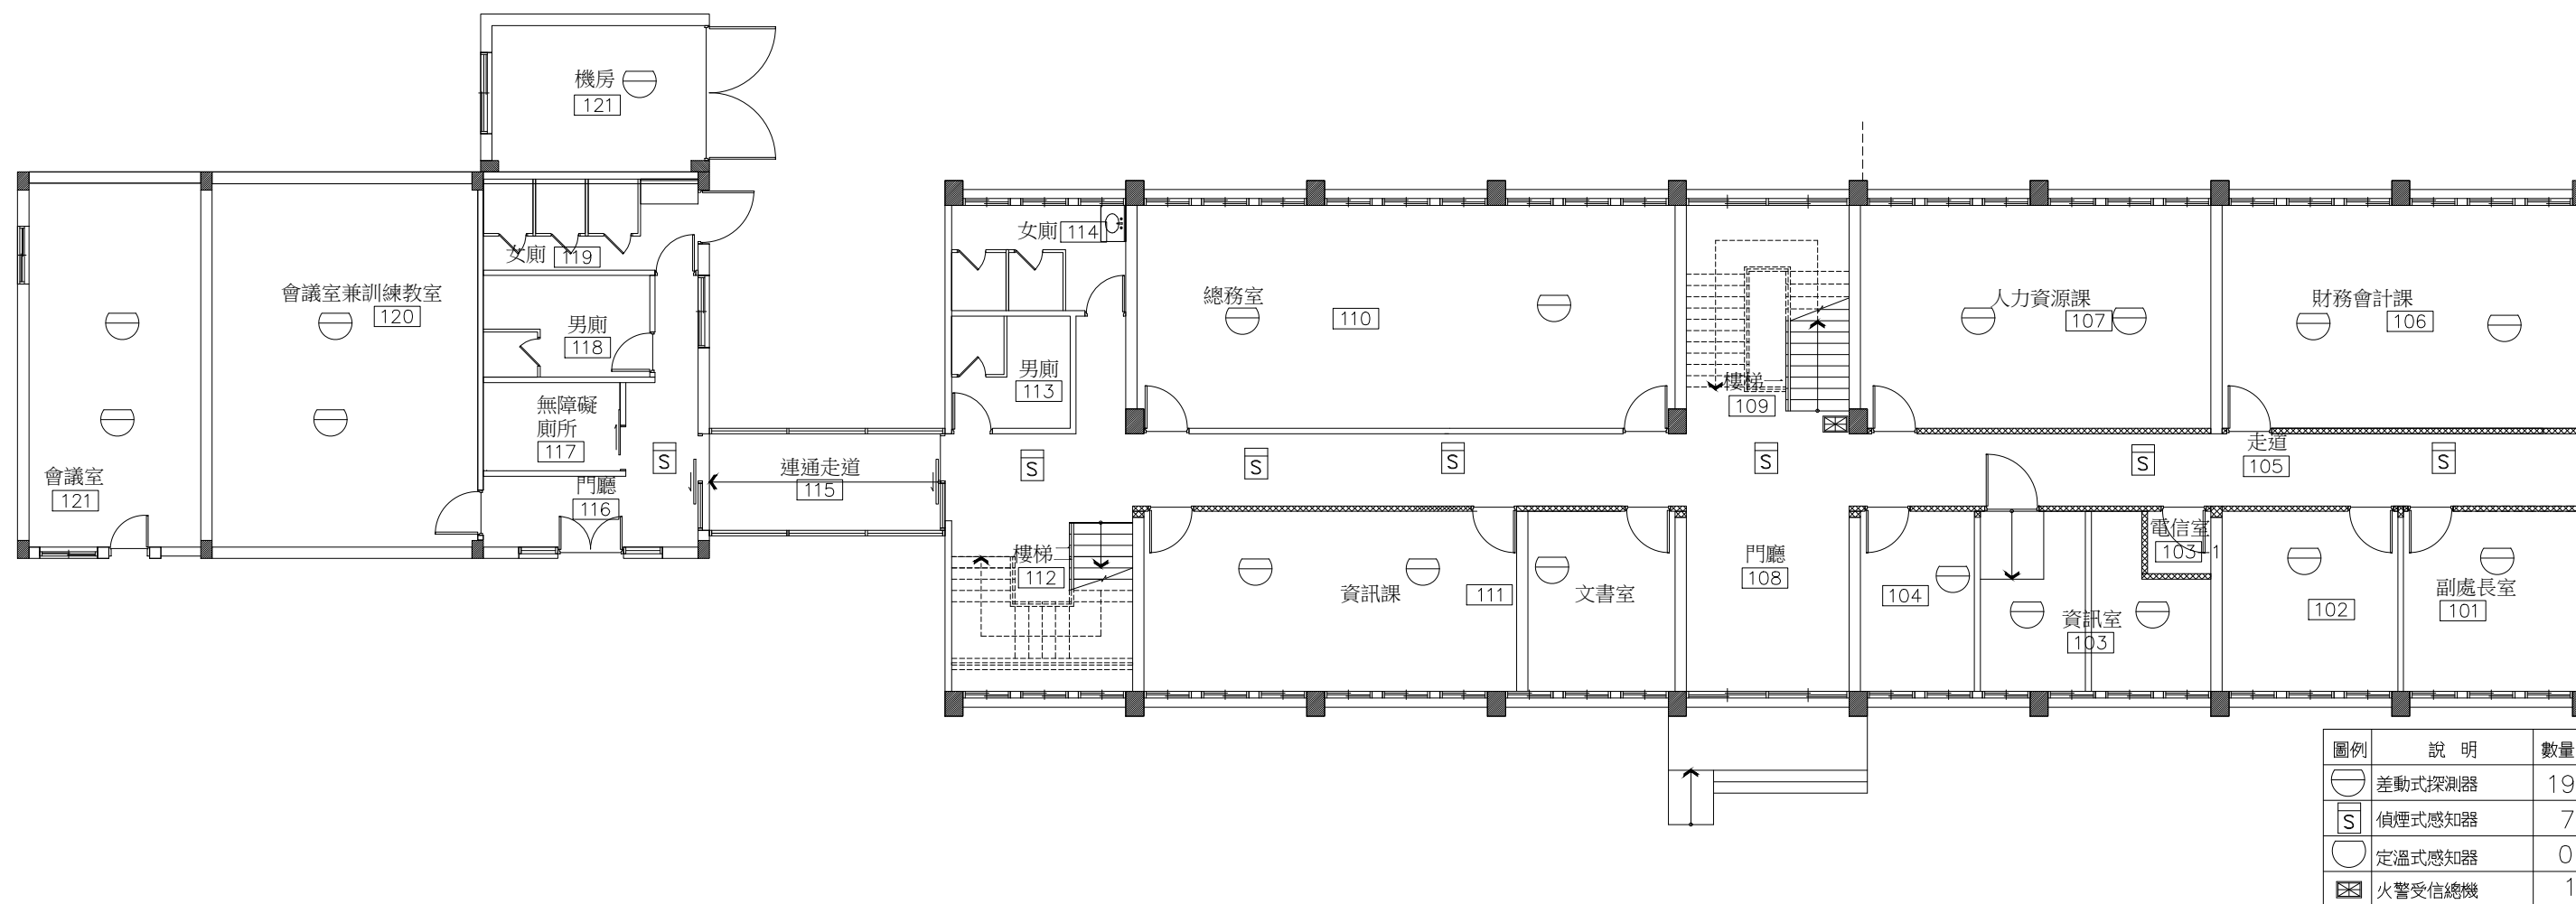 機房
121
女廁 119
會議室兼訓練教室
120
男廁
118
無障礙
廁所
117
會議室
121
門廳
116
S
連通走道
115
女廁 114
男廁
113
S
總務室
110
S
S
樓梯一
109
S
人力資源課
107
財務會計課
106
走道
105
S
S
樓梯二
112
資訊課
111
文書室
門廳
108
104
資訊室
103
電信室
103-1
102
副處長室
101
圖例 說 明 數量
差動式探測器 19
S 偵煙式感知器 7
定溫式感知器 0
火警受信總機 1